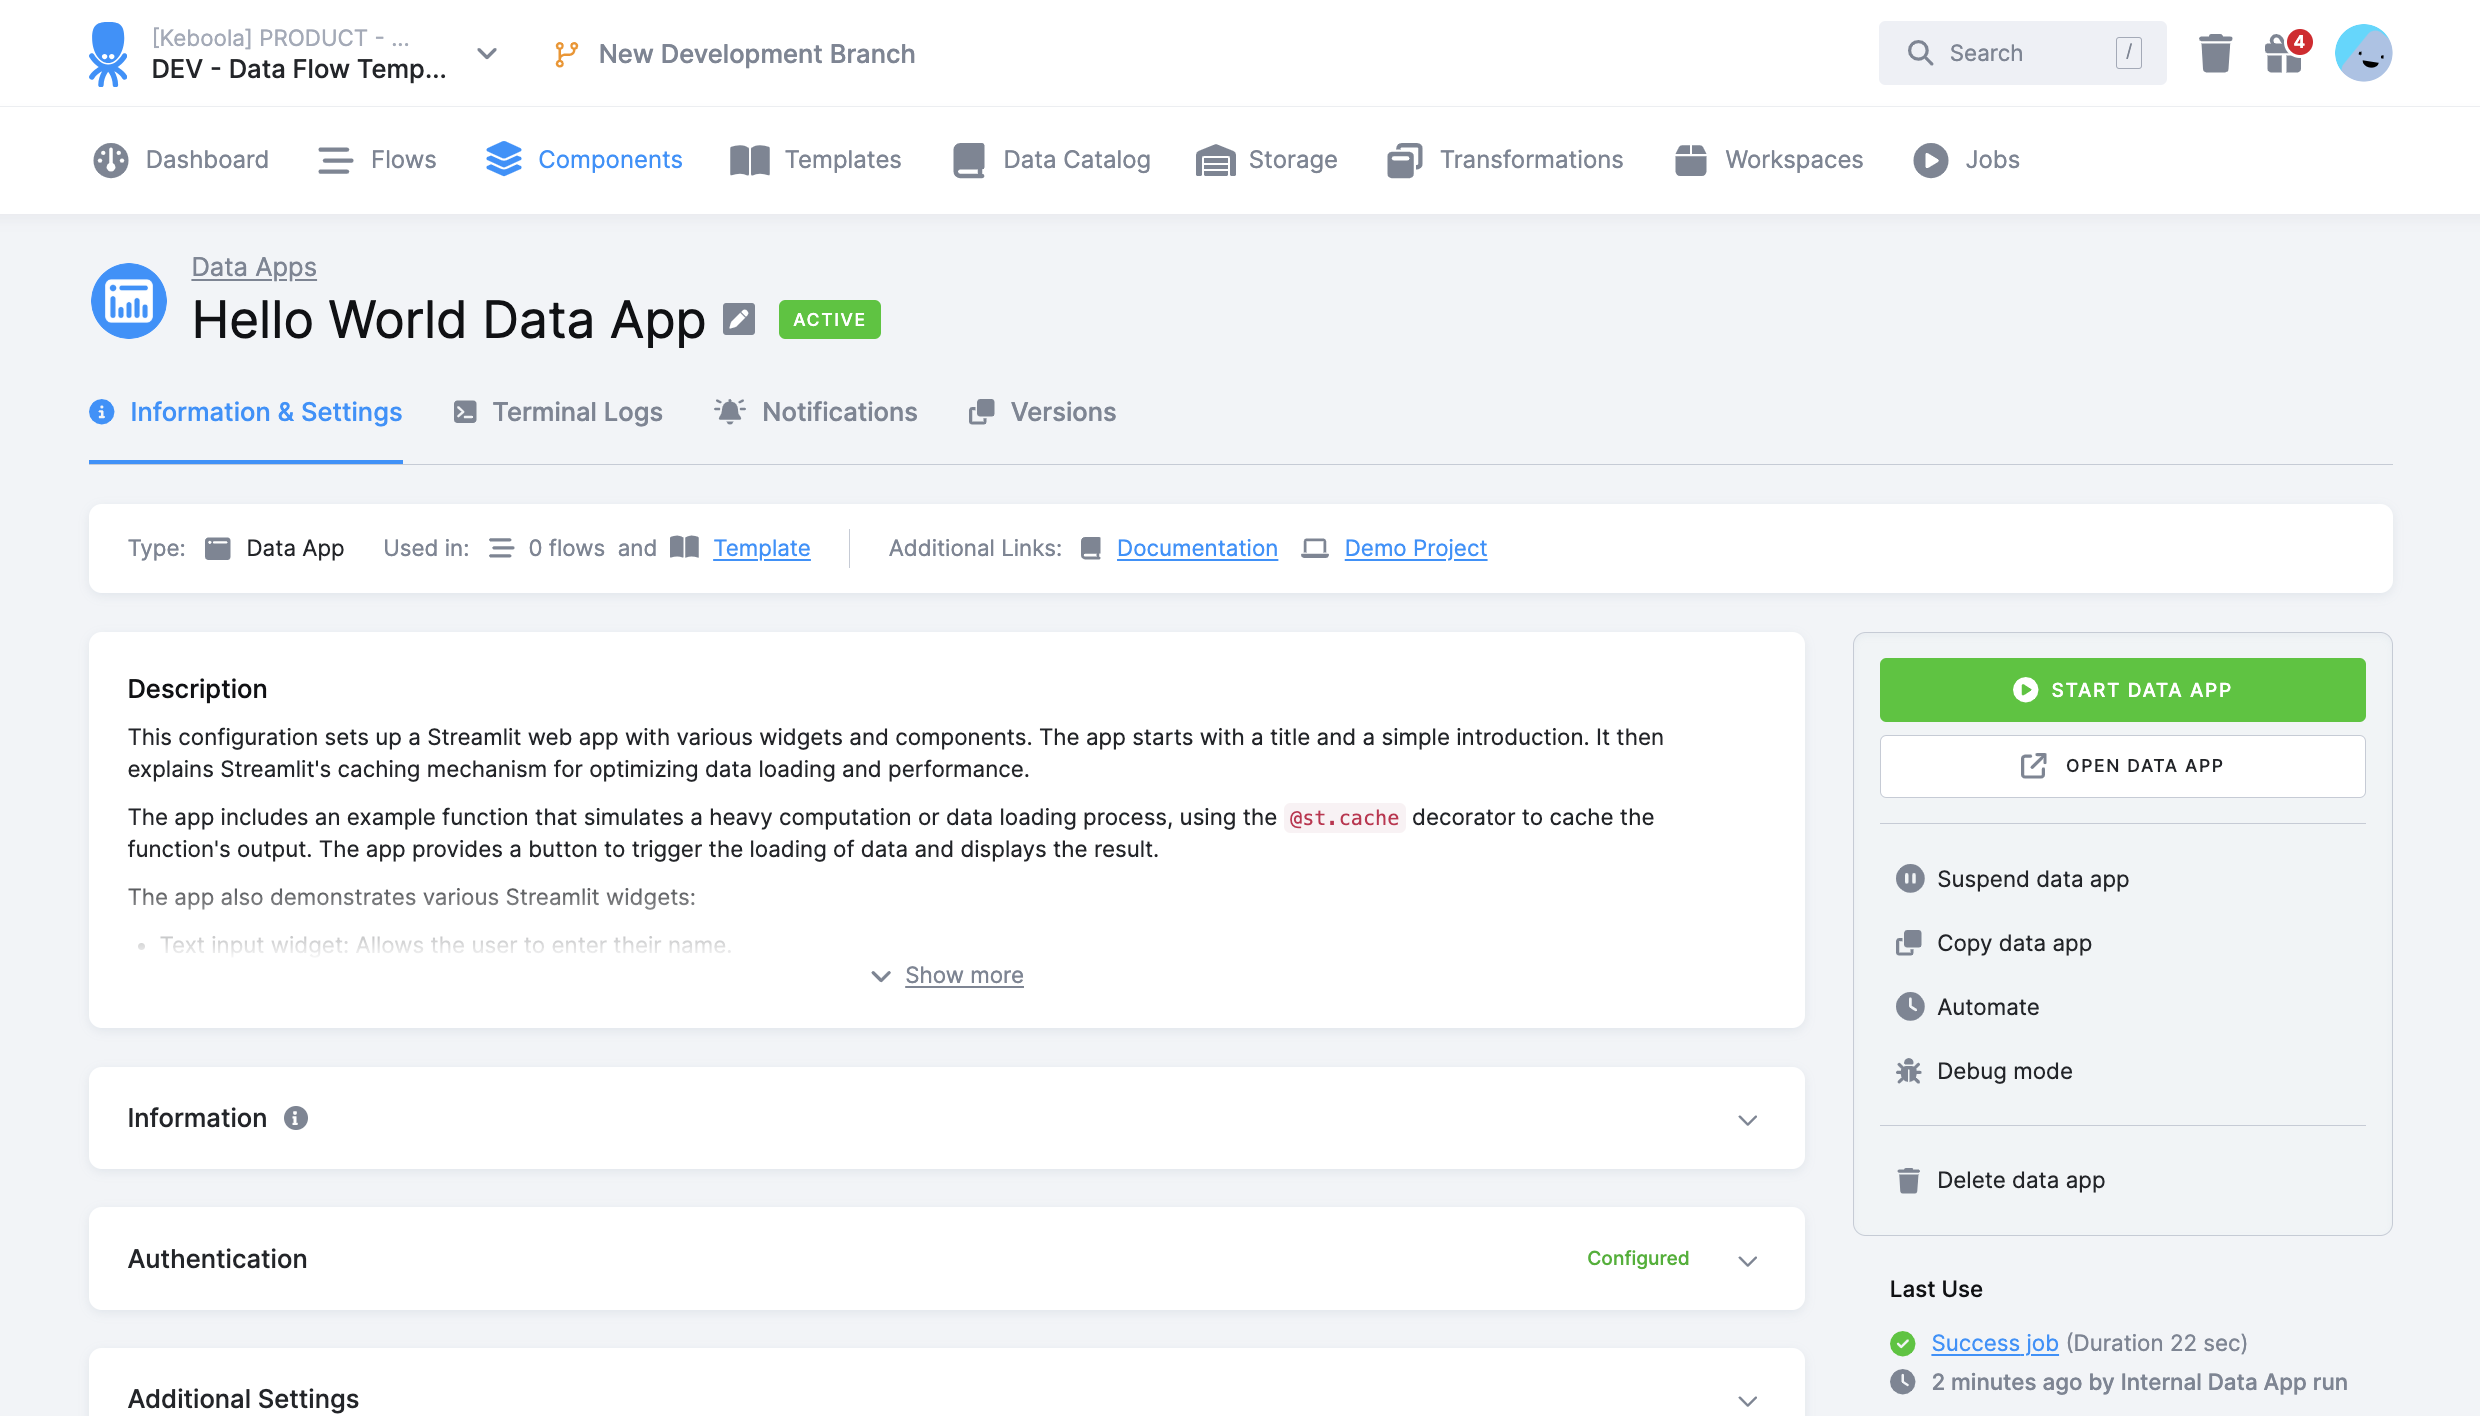 [Keboola] PRODUCT - ...
DEV - Data Flow Temp...
New Development Branch
Search
/
4
Dashboard
Flows
Components
Templates
Data Catalog
Storage
Transformations
Workspaces
Jobs
Data Apps
Hello World Data App
ACTIVE
Information & Settings
Terminal Logs
Notifications
Versions
Type: Data App Used in: 0 flows and Template Additional Links: Documentation Demo Project
Description
This configuration sets up a Streamlit web app with various widgets and components. The app starts with a title and a simple introduction. It then
explains Streamlit's caching mechanism for optimizing data loading and performance.
The app includes an example function that simulates a heavy computation or data loading process, using the @st.cache decorator to cache the
function's output. The app provides a button to trigger the loading of data and displays the result.
The app also demonstrates various Streamlit widgets:
• Text input widget: Allows the user to enter their name.
Show more
Information
Authentication
Configured
Additional Settings
START DATA APP
OPEN DATA APP
Suspend data app
Copy data app
Automate
Debug mode
Delete data app
Last Use
Success job (Duration 22 sec)
2 minutes ago by Internal Data App run